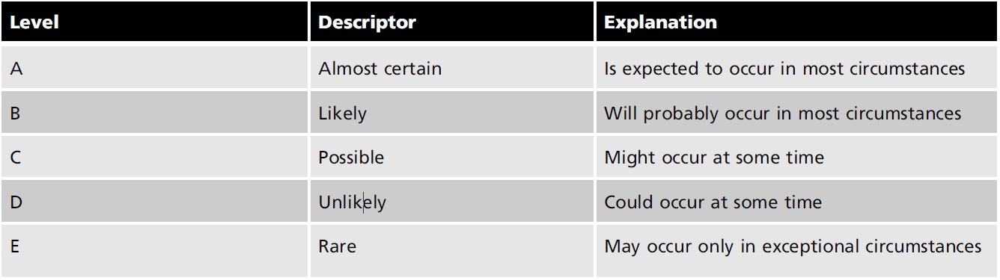 Level Descriptor Explanation
A Almost certain Is expected to occur in most circumstances
B Likely Will probably occur in most circumstances
C Possible Might occur at some time
D Unlikely Could occur at some time
E Rare May occur only in exceptional circumstances